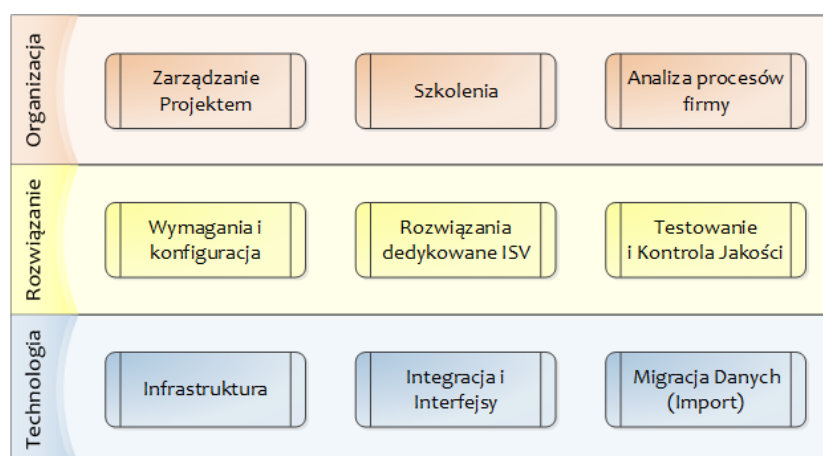 Organizacja
Zarządzanie
Projektem
Szkolenia
Analiza procesów
firmy
Rozwiązanie
Wymagania i
konfiguracja
Rozwiązania
dedykowane ISV
Testowanie
i Kontrola Jakości
Technologia
Infrastruktura
Integracja i
Interfejsy
Migracja Danych
(Import)